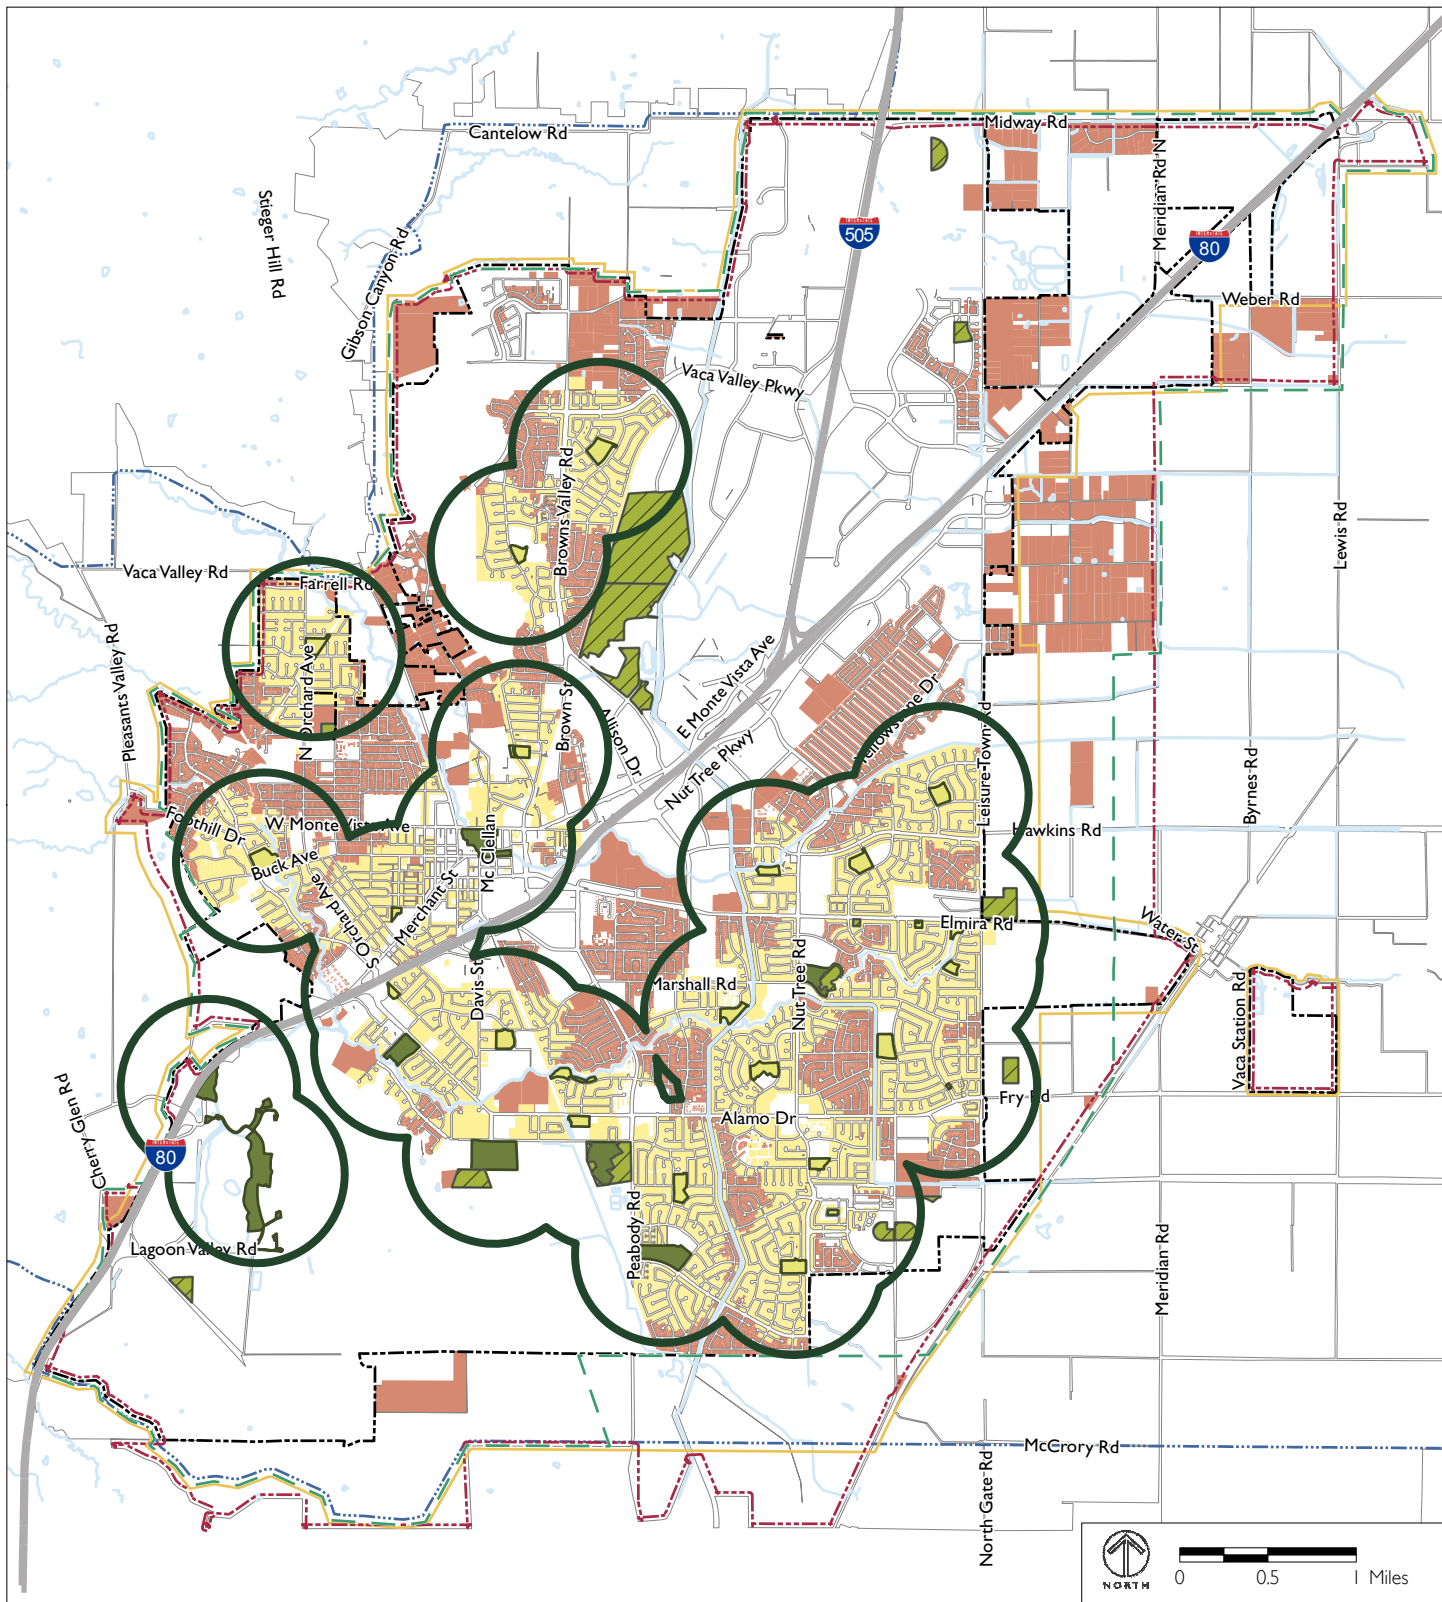 Cantelow Rd
Midway Rd
Meridian Rd N
Stieger Hill Rd
Gibson Canyon Rd
INTERSTATE
505
INTERSTATE
80
Weber Rd
Vaca Valley Pkwy
Browns Valley Rd
Lewis Rd
Vaca Valley Rd
Farrell Rd
Pleasants Valley Rd
N Orchard Ave
Brown St
Allison Dr
E Monte Vista Ave
Nut Tree Pkwy
Yellowstone Dr
Leisure Town Rd
Byrnes Rd
Foothill Dr
W Monte Vista Ave
Hawkins Rd
Buck Ave
Mc Clellan
Merchant St
S Orchard Ave
Elmira Rd
Water St
Davis St
Marshall Rd
Nut Tree Rd
Vaca Station Rd
Cherry Glen Rd
Fry Rd
Alamo Dr
INTERSTATE
80
Peabody Rd
Lagoon Valley Rd
Meridian Rd
McCrory Rd
North Gate Rd
NORTH
0 0.5 1 Miles